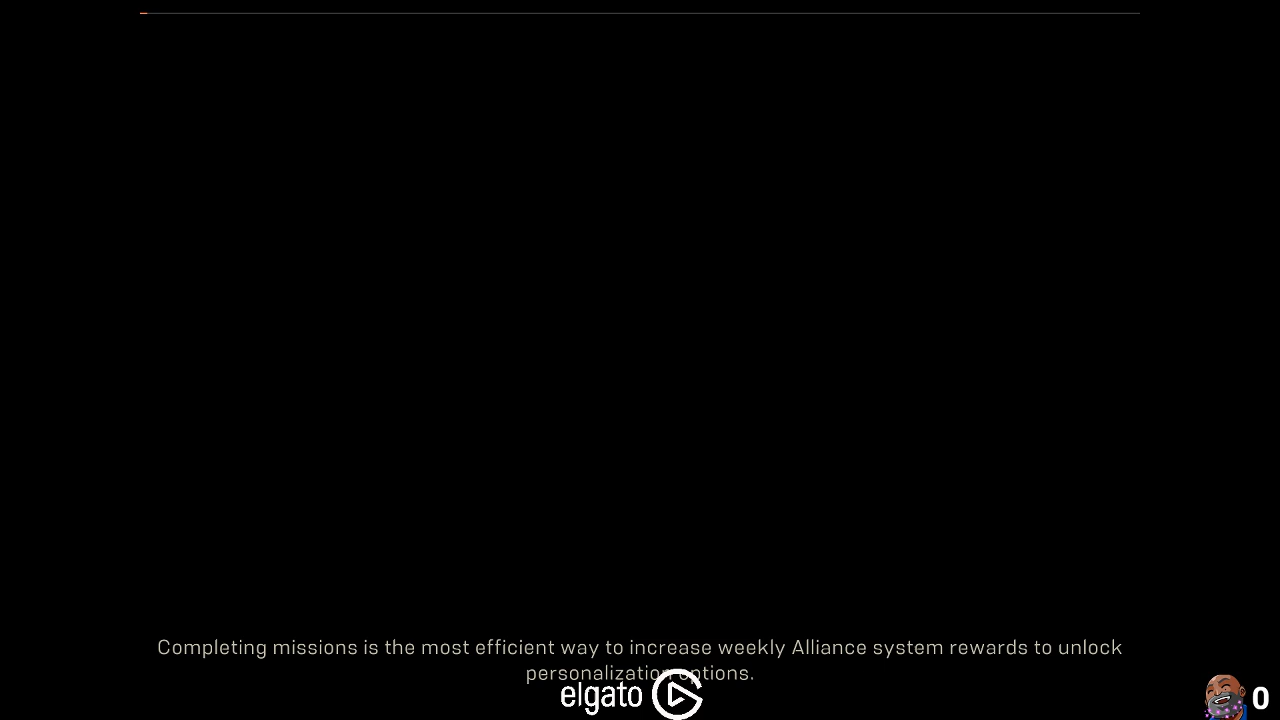 Completing missions is the most efficient way to increase weekly Alliance system rewards to unlock
personalization options.
elgato
0